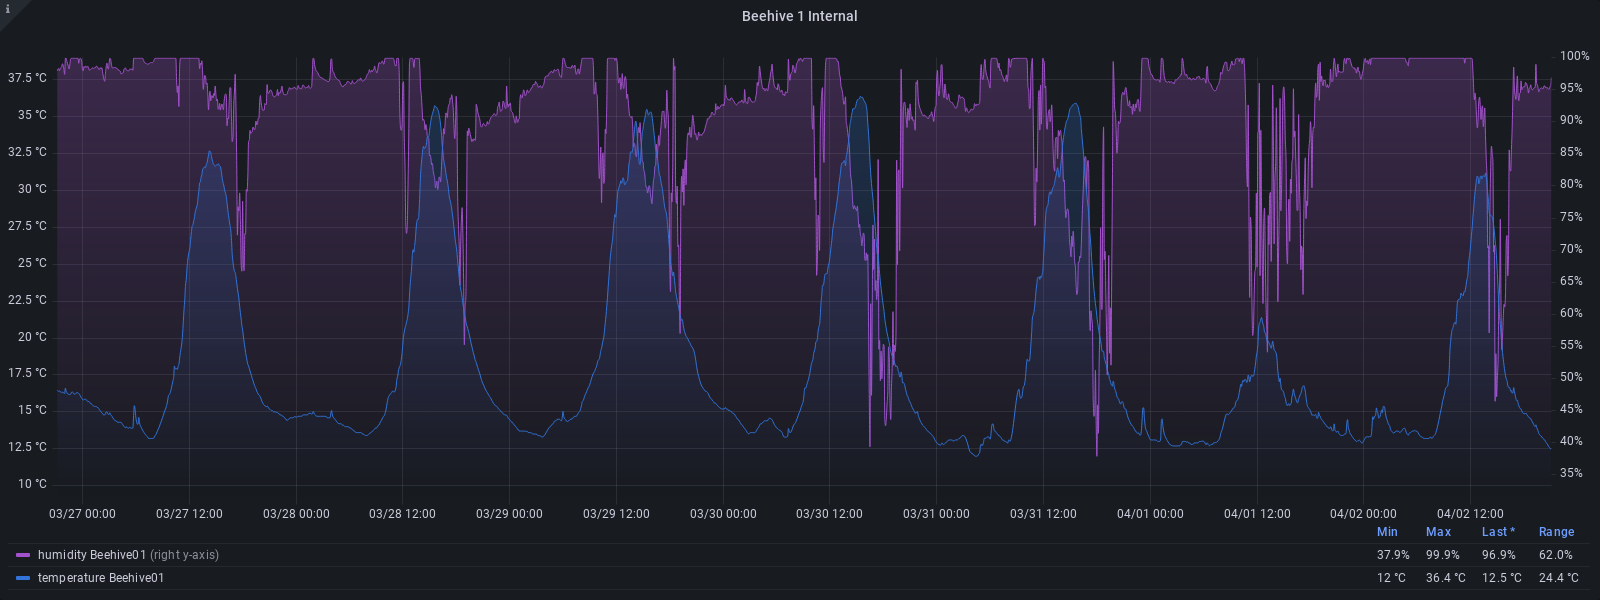 i
Beehive 1 Internal
100%
37.5 °C
95%
35 °C
90%
32.5 °C
85%
30 °C
80%
27.5 °C
75%
25 °C
70%
65%
22.5 °C
60%
20 °C
55%
17.5 °C
50%
15 °C
45%
12.5 °C
40%
10 °C
35%
03/27 00:00 03/27 12:00 03/28 00:00 03/28 12:00 03/29 00:00 03/29 12:00 03/30 00:00 03/30 12:00 03/31 00:00 03/31 12:00 04/01 00:00 04/01 12:00 04/02 00:00 04/02 12:00
Min Max Last * Range
humidity Beehive01 (right y-axis) 37.9% 99.9% 96.9% 62.0%
temperature Beehive01 12 °C 36.4 °C 12.5 °C 24.4 °C